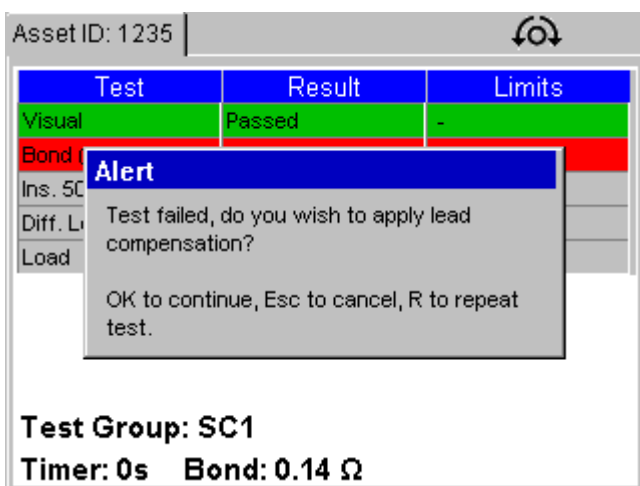 Asset ID: 1235
Test Result Limits
Visual Passed -
Bond
Ins.
Diff.
Load
Alert
Test failed, do you wish to apply lead
compensation?
OK to continue, Esc to cancel, R to repeat
test.
Test Group: SC1
Timer: 0s Bond: 0.14 Ω